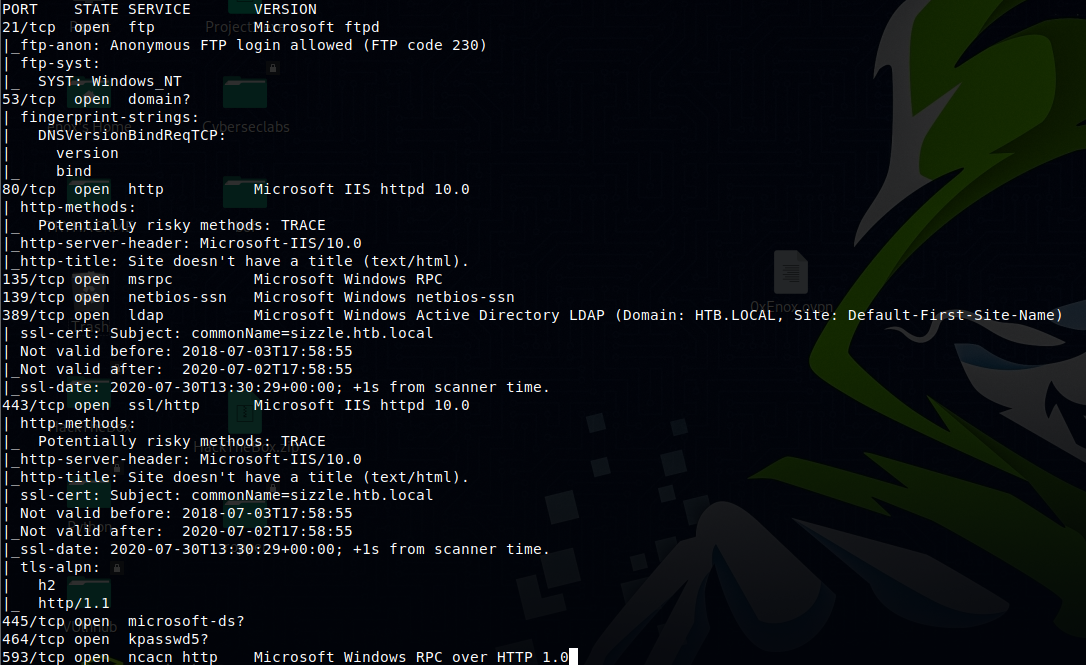 PORT    STATE SERVICE       VERSION
21/tcp  open  ftp           Microsoft ftpd
|_ftp-anon: Anonymous FTP login allowed (FTP code 230)
| ftp-syst:
|_  SYST: Windows_NT
53/tcp  open  domain?
| fingerprint-strings:
|   DNSVersionBindReqTCP:
|     version
|_    bind
80/tcp  open  http          Microsoft IIS httpd 10.0
| http-methods:
|_  Potentially risky methods: TRACE
|_http-server-header: Microsoft-IIS/10.0
|_http-title: Site doesn't have a title (text/html).
135/tcp open  msrpc         Microsoft Windows RPC
139/tcp open  netbios-ssn   Microsoft Windows netbios-ssn
389/tcp open  ldap          Microsoft Windows Active Directory LDAP (Domain: HTB.LOCAL, Site: Default-First-Site-Name)
| ssl-cert: Subject: commonName=sizzle.htb.local
| Not valid before: 2018-07-03T17:58:55
|_Not valid after:  2020-07-02T17:58:55
|_ssl-date: 2020-07-30T13:30:29+00:00; +1s from scanner time.
443/tcp open  ssl/http      Microsoft IIS httpd 10.0
| http-methods:
|_  Potentially risky methods: TRACE
|_http-server-header: Microsoft-IIS/10.0
|_http-title: Site doesn't have a title (text/html).
| ssl-cert: Subject: commonName=sizzle.htb.local
| Not valid before: 2018-07-03T17:58:55
|_Not valid after:  2020-07-02T17:58:55
|_ssl-date: 2020-07-30T13:30:29+00:00; +1s from scanner time.
| tls-alpn:
|   h2
|_  http/1.1
445/tcp open  microsoft-ds?
464/tcp open  kpasswd5?
593/tcp open  ncacn_http    Microsoft Windows RPC over HTTP 1.0
Cyberseclabs
0xEnox.ovpn
Trash
HackTheBox.zip
Python
VulnHub